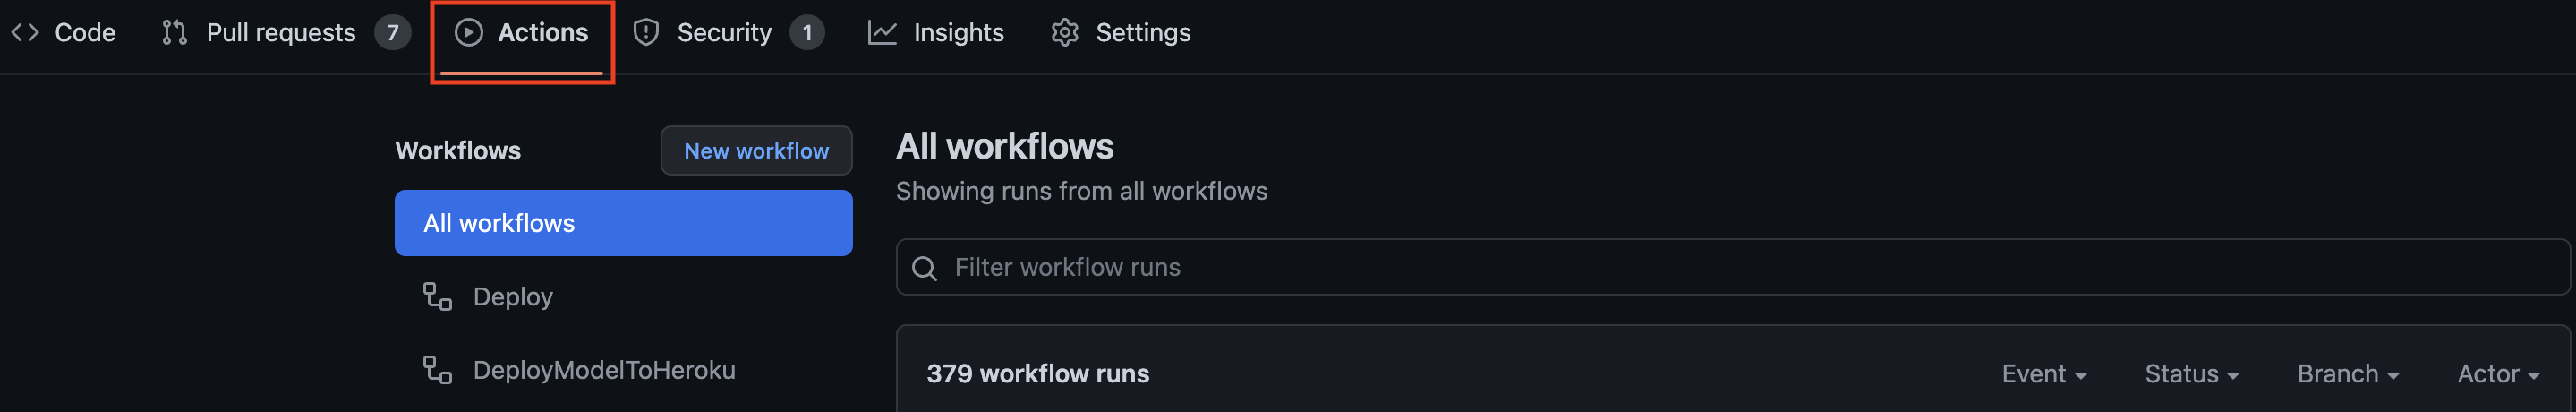 Code Pull requests 7 Actions Security 1 Insights Settings
Workflows New workflow
All workflows
Deploy
DeployModelToHeroku
All workflows
Showing runs from all workflows
Filter workflow runs
379 workflow runs Event Status Branch Actor